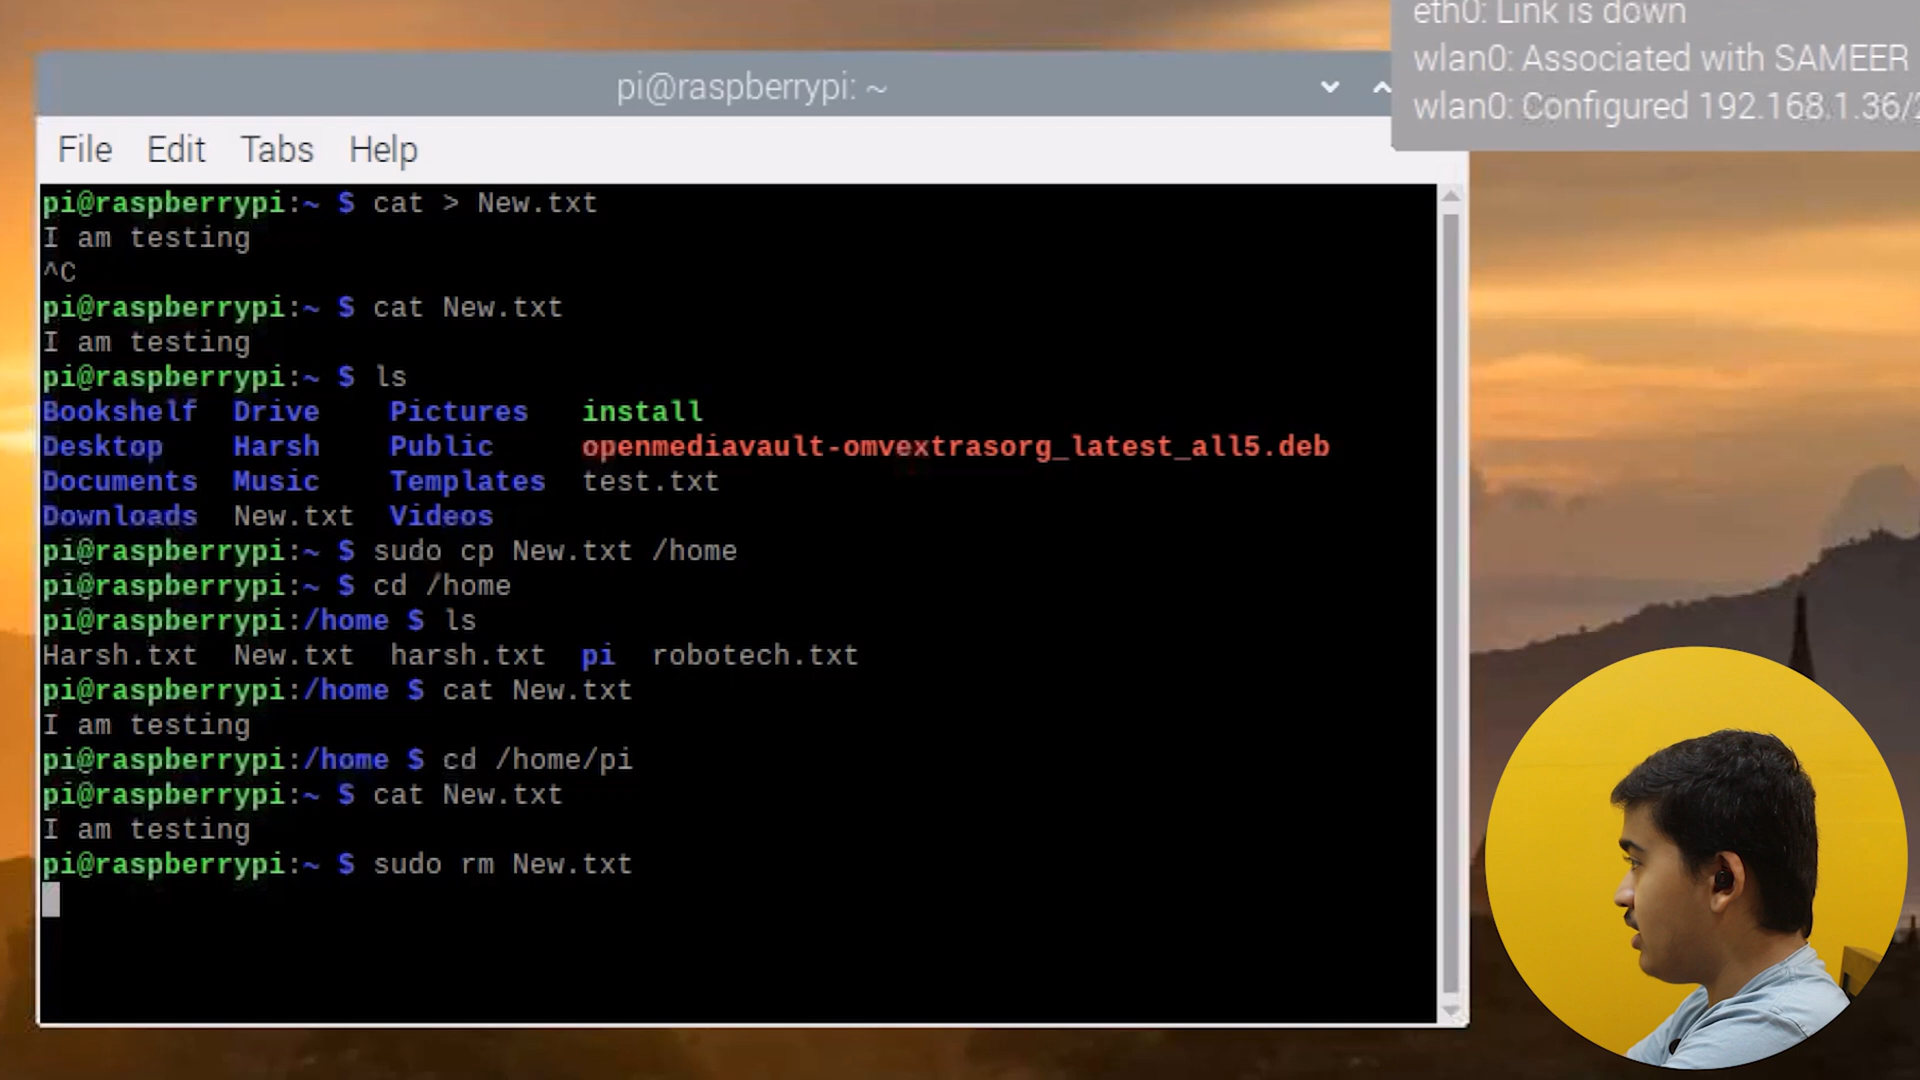 eth0: Link is down
wlan0: Associated with SAMEER
wlan0: Configured 192.168.1.36/2
pi@raspberrypi: ~
File Edit Tabs Help
pi@raspberrypi:~ $ cat > New.txt
I am testing
^C
pi@raspberrypi:~ $ cat New.txt
I am testing
pi@raspberrypi:~ $ ls
Bookshelf Drive Pictures install
Desktop Harsh Public openmediavault-omvextrasorg_latest_all5.deb
Documents Music Templates test.txt
Downloads New.txt Videos
pi@raspberrypi:~ $ sudo cp New.txt /home
pi@raspberrypi:~ $ cd /home
pi@raspberrypi:/home $ ls
Harsh.txt New.txt harsh.txt pi robotech.txt
pi@raspberrypi:/home $ cat New.txt
I am testing
pi@raspberrypi:/home $ cd /home/pi
pi@raspberrypi:~ $ cat New.txt
I am testing
pi@raspberrypi:~ $ sudo rm New.txt